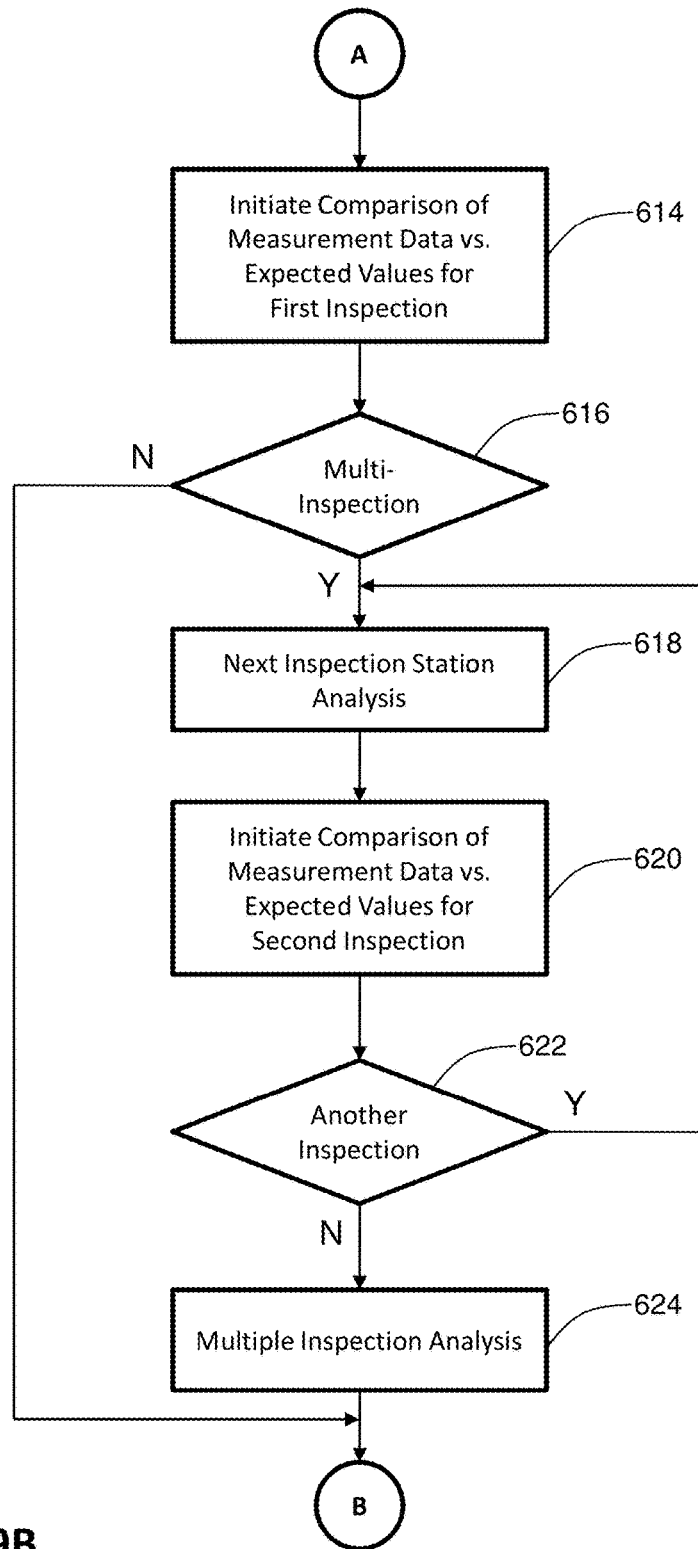 A
Initiate Comparison of
Measurement Data vs.
Expected Values for
First Inspection
614
616
N
Multi-
Inspection
Y
618
Next Inspection Station
Analysis
Initiate Comparison of
Measurement Data vs.
Expected Values for
Second Inspection
620
622
Another
Inspection
Y
N
624
Multiple Inspection Analysis
B
9B